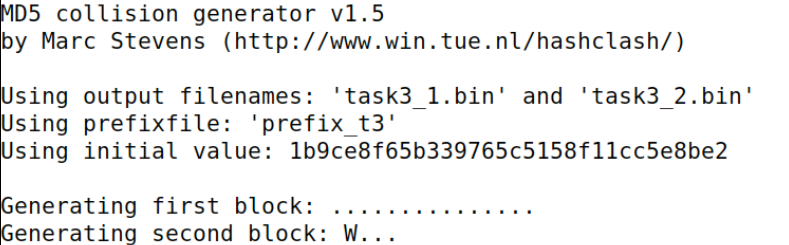 MD5 collision generator v1.5
by Marc Stevens (http://www.win.tue.nl/hashclash/)
Using output filenames: 'task3_1.bin' and 'task3_2.bin'
Using prefixfile: 'prefix_t3'
Using initial value: 1b9ce8f65b339765c5158f11cc5e8be2
Generating first block: ...............
Generating second block: W...